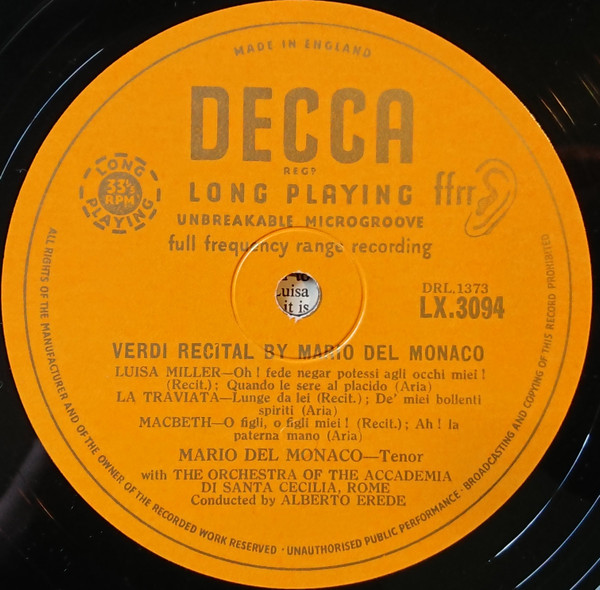 MADE IN ENGLAND
DECCA
REGD
LONG PLAYING
33⅓
RPM
LONG PLAYING ffrr
UNBREAKABLE MICROGROOVE
full frequency range recording
Luisa
it is
DRL.1373
LX.3094
VERDI RECITAL BY MARIO DEL MONACO
LUISA MILLER—Oh! fede negar potessi agli occhi miei!
(Recit.); Quando le sere al placido (Aria)
LA TRAVIATA—Lunge da lei (Recit.); De' miei bollenti
spiriti (Aria)
MACBETH—O figli, o figli miei! (Recit.); Ah! la
paterna mano (Aria)
MARIO DEL MONACO—Tenor
with THE ORCHESTRA OF THE ACCADEMIA
DI SANTA CECILIA, ROME
Conducted by ALBERTO EREDE
ALL RIGHTS OF THE MANUFACTURER AND OF THE OWNER OF THE RECORDED WORK RESERVED · UNAUTHORISED PUBLIC PERFORMANCE · BROADCASTING AND COPYING OF THIS RECORD PROHIBITED